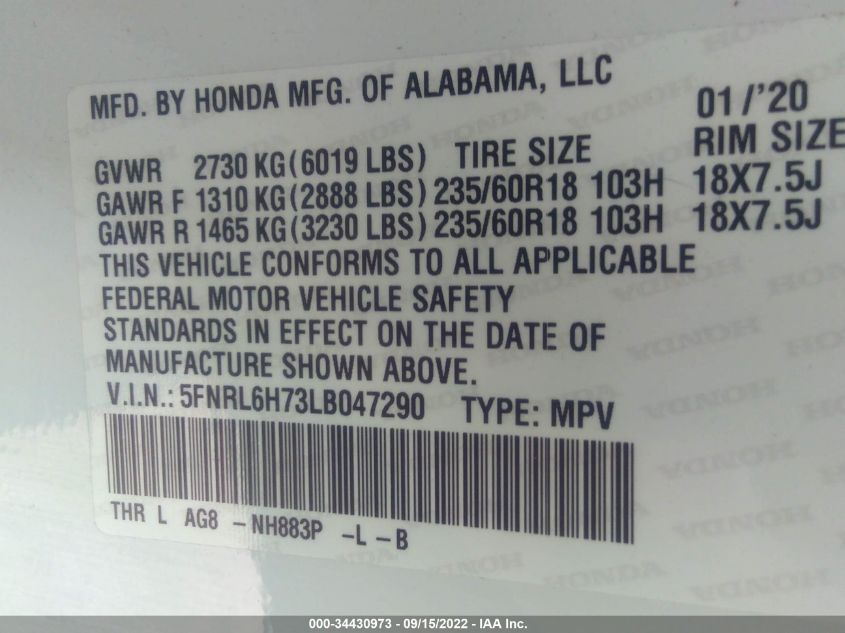 MFD. BY HONDA MFG. OF ALABAMA, LLC 01/'20
GVWR 2730 KG (6019 LBS) TIRE SIZE RIM SIZE
GAWR F 1310 KG (2888 LBS) 235/60R18 103H 18X7.5J
GAWR R 1465 KG (3230 LBS) 235/60R18 103H 18X7.5J
THIS VEHICLE CONFORMS TO ALL APPLICABLE
FEDERAL MOTOR VEHICLE SAFETY
STANDARDS IN EFFECT ON THE DATE OF
MANUFACTURE SHOWN ABOVE.
V.I.N.: 5FNRL6H73LB047290 TYPE: MPV
THR L AG8 -NH883P -L -B
000-34430973 - 09/15/2022 - IAA Inc.